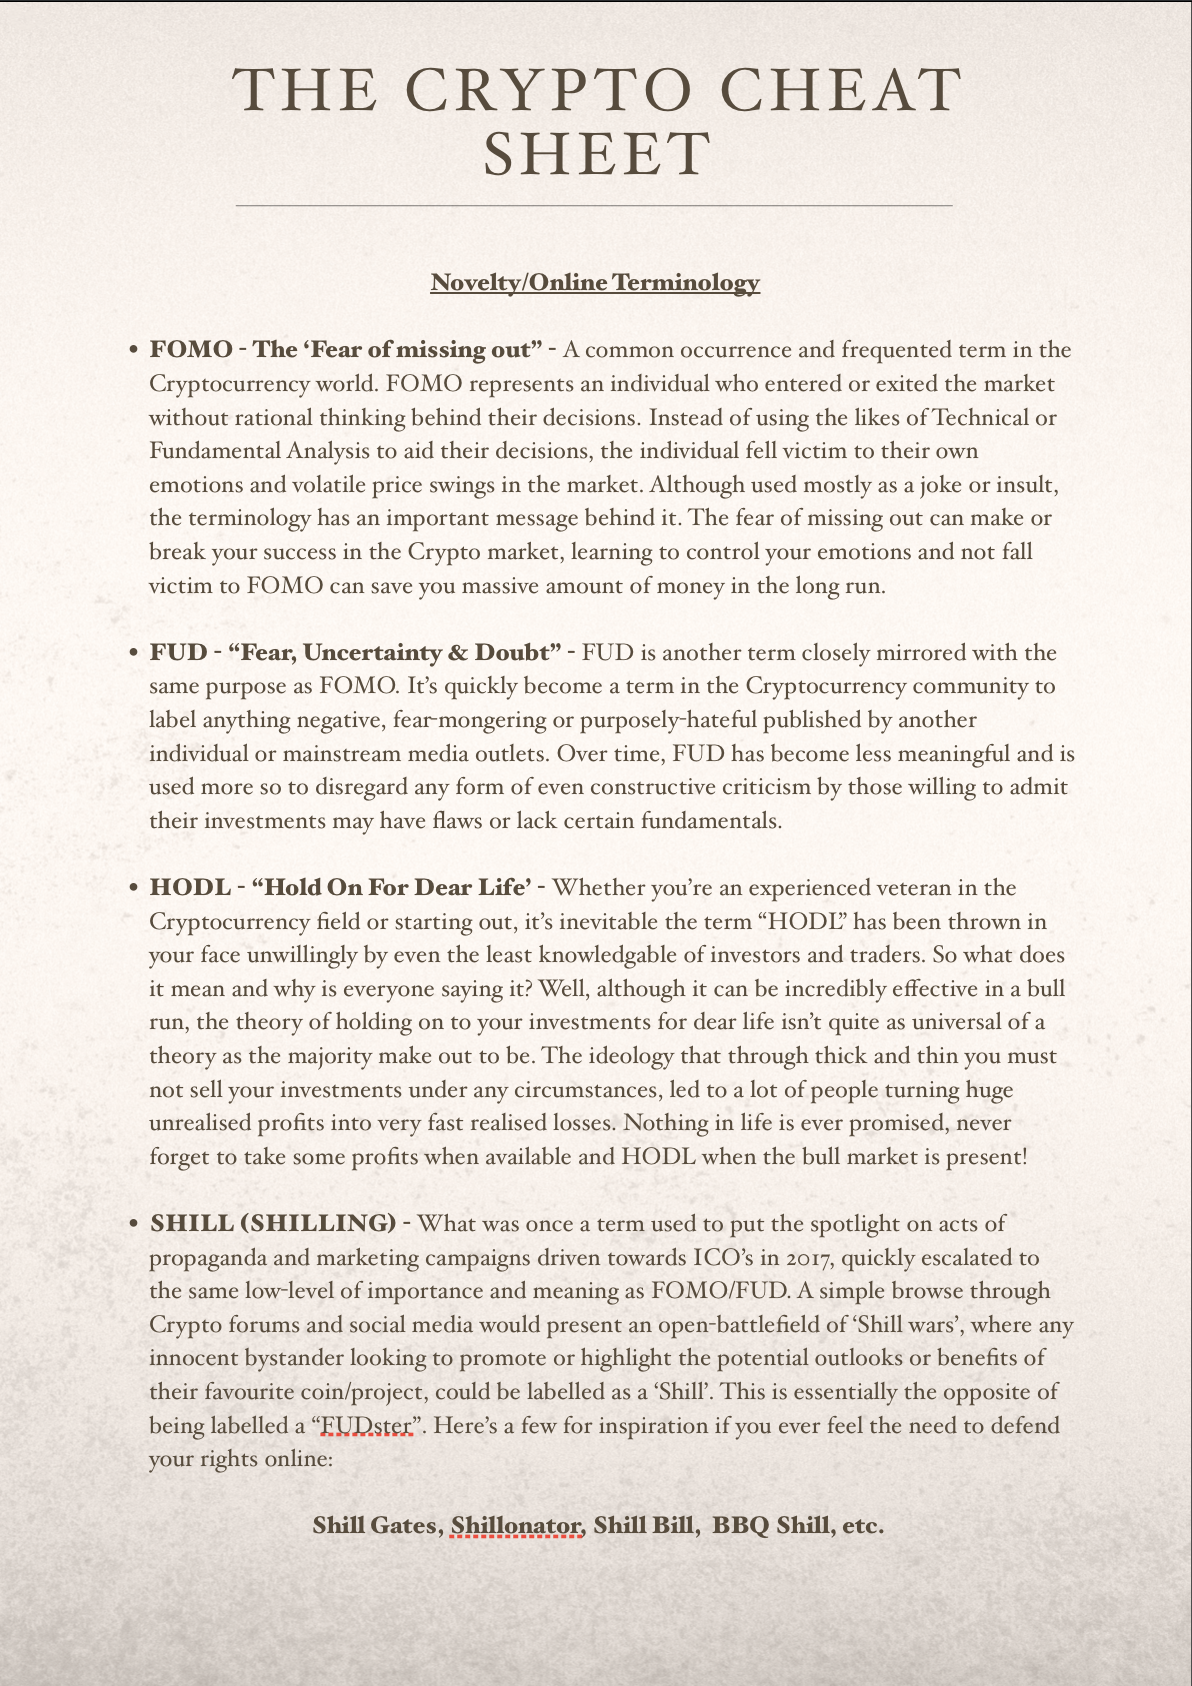 THE CRYPTO CHEAT
SHEET
Novelty/Online Terminology
• FOMO - The ‘Fear of missing out” - A common occurrence and frequented term in the
Cryptocurrency world. FOMO represents an individual who entered or exited the market
without rational thinking behind their decisions. Instead of using the likes of Technical or
Fundamental Analysis to aid their decisions, the individual fell victim to their own
emotions and volatile price swings in the market. Although used mostly as a joke or insult,
the terminology has an important message behind it. The fear of missing out can make or
break your success in the Crypto market, learning to control your emotions and not fall
victim to FOMO can save you massive amount of money in the long run.
• FUD - “Fear, Uncertainty & Doubt” - FUD is another term closely mirrored with the
same purpose as FOMO. It’s quickly become a term in the Cryptocurrency community to
label anything negative, fear-mongering or purposely-hateful published by another
individual or mainstream media outlets. Over time, FUD has become less meaningful and is
used more so to disregard any form of even constructive criticism by those willing to admit
their investments may have flaws or lack certain fundamentals.
• HODL - “Hold On For Dear Life’ - Whether you’re an experienced veteran in the
Cryptocurrency field or starting out, it’s inevitable the term “HODL” has been thrown in
your face unwillingly by even the least knowledgable of investors and traders. So what does
it mean and why is everyone saying it? Well, although it can be incredibly effective in a bull
run, the theory of holding on to your investments for dear life isn’t quite as universal of a
theory as the majority make out to be. The ideology that through thick and thin you must
not sell your investments under any circumstances, led to a lot of people turning huge
unrealised profits into very fast realised losses. Nothing in life is ever promised, never
forget to take some profits when available and HODL when the bull market is present!
• SHILL (SHILLING) - What was once a term used to put the spotlight on acts of
propaganda and marketing campaigns driven towards ICO’s in 2017, quickly escalated to
the same low-level of importance and meaning as FOMO/FUD. A simple browse through
Crypto forums and social media would present an open-battlefield of ‘Shill wars’, where any
innocent bystander looking to promote or highlight the potential outlooks or benefits of
their favourite coin/project, could be labelled as a ‘Shill’. This is essentially the opposite of
being labelled a “FUDster”. Here’s a few for inspiration if you ever feel the need to defend
your rights online:
Shill Gates, Shillonator, Shill Bill, BBQ Shill, etc.